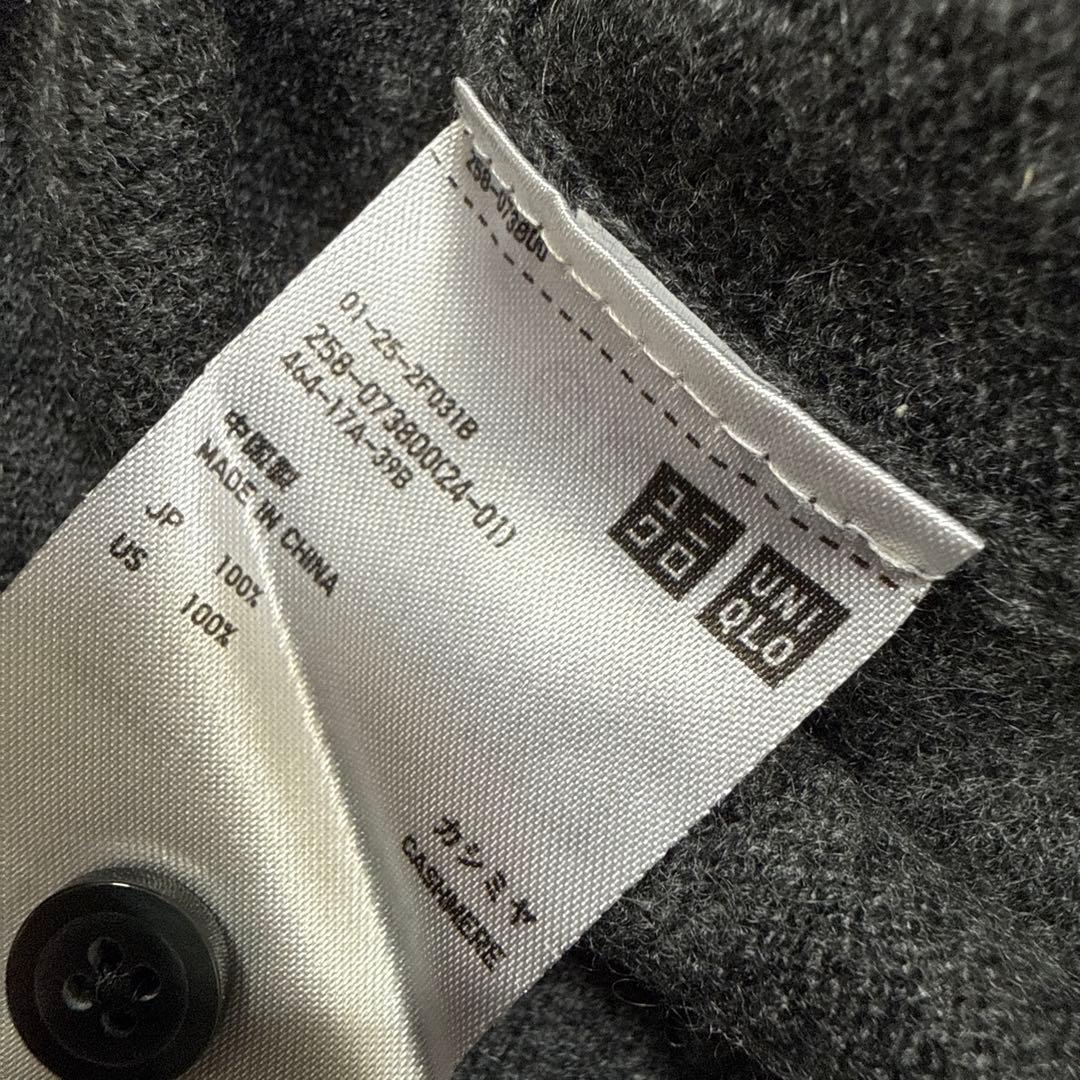 258-073800
ユニ
クロ
UNI
QLO
01-25-2F031B
258-073800(24-01)
464-17A-39B
中国製
MADE IN CHINA
JP 100% カシミヤ
US 100% CASHMERE